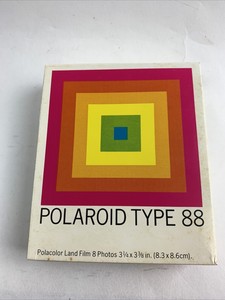 POLAROID TYPE 88
Polacolor Land Film 8 Photos 3¼ x 3⅜ in. (8.3 x 8.6cm).